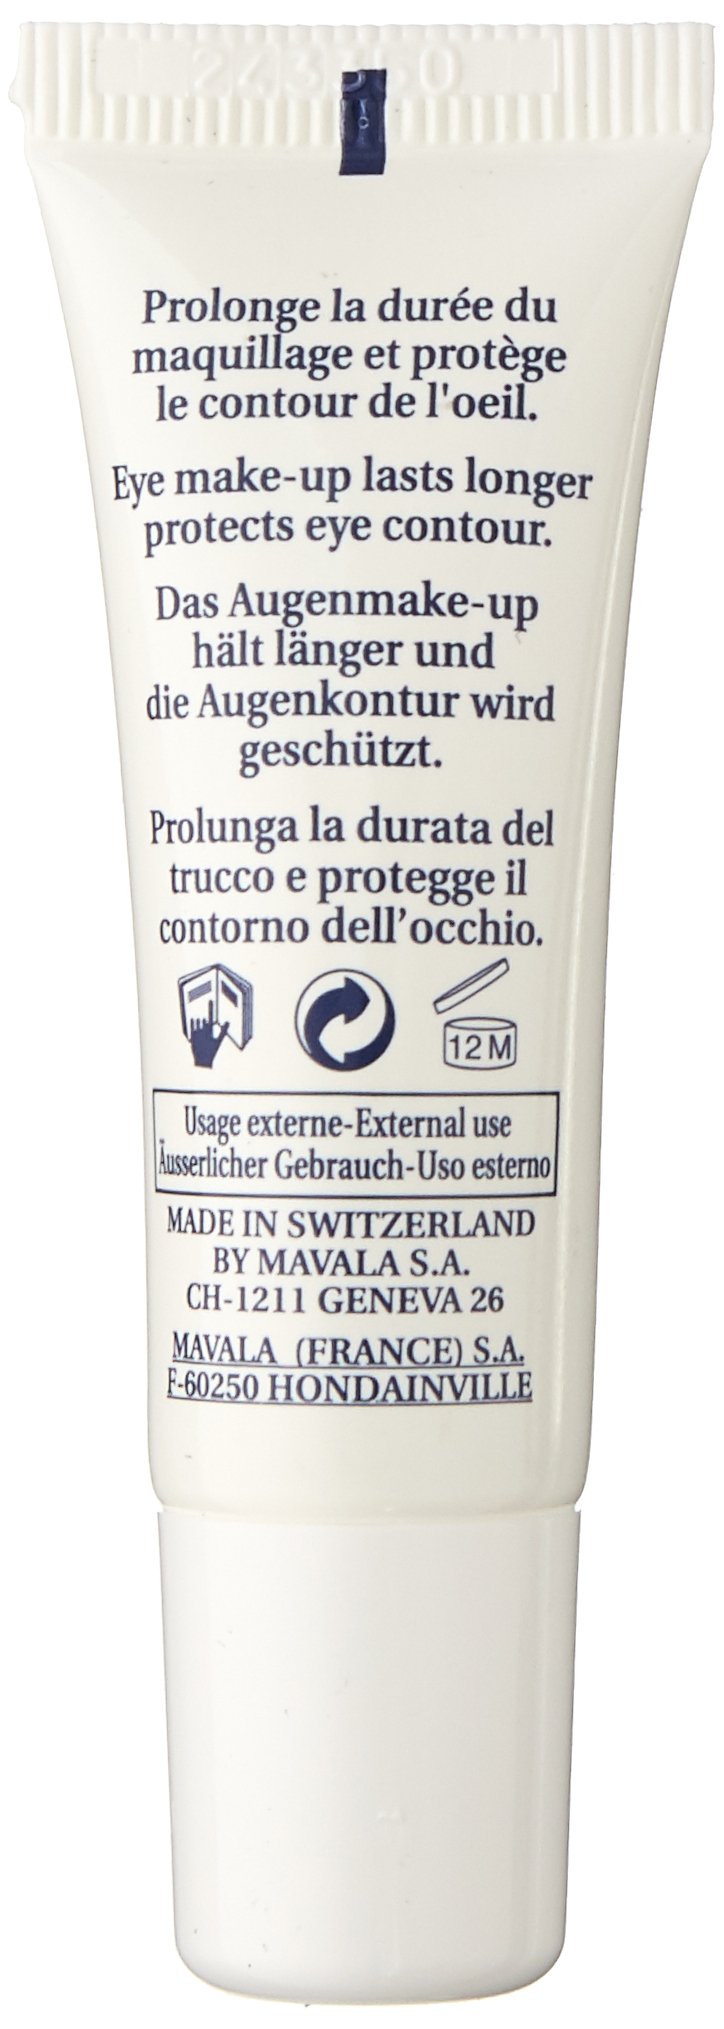 Prolonge la durée du
maquillage et protège
le contour de l'oeil.
Eye make-up lasts longer
protects eye contour.
Das Augenmake-up
hält länger und
die Augenkontur wird
geschützt.
Prolunga la durata del
trucco e protegge il
contorno dell'occhio.
12 M
Usage externe-External use
Äusserlicher Gebrauch-Uso esterno
MADE IN SWITZERLAND
BY MAVALA S.A.
CH-1211 GENEVA 26
MAVALA (FRANCE) S.A.
F-60250 HONDAINVILLE